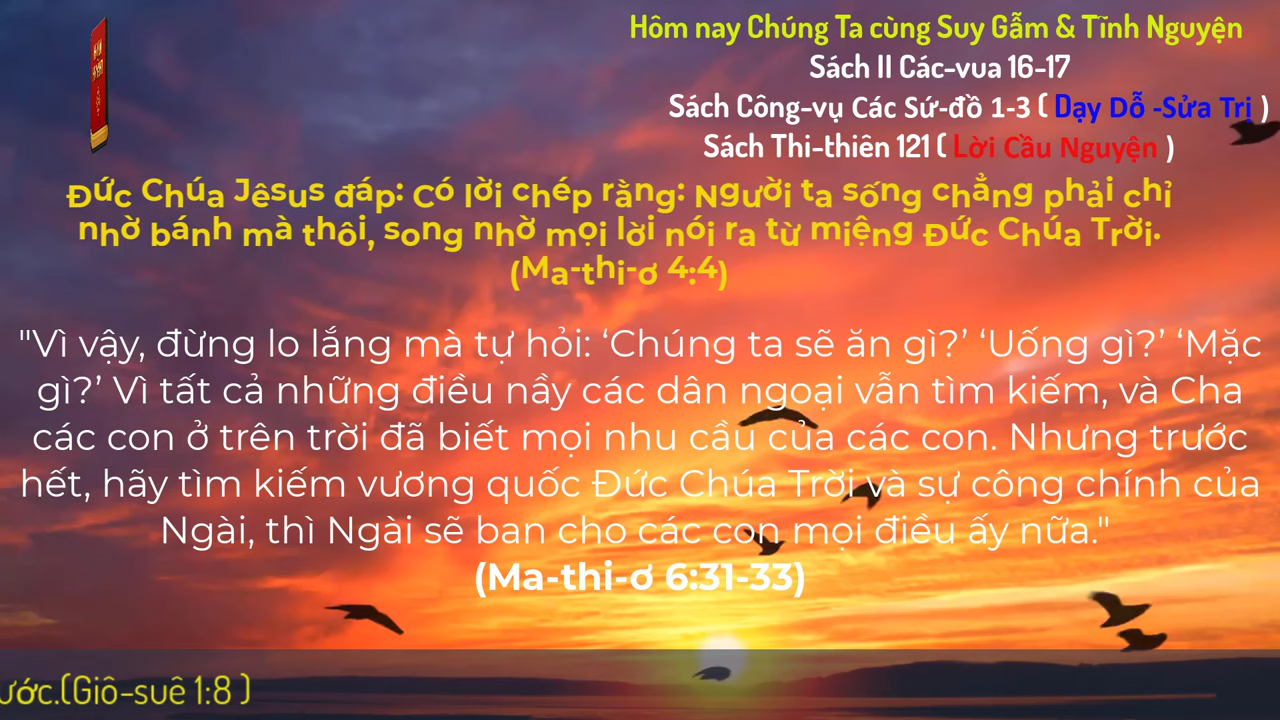 Hôm nay Chúng Ta cùng Suy Gẫm & Tĩnh Nguyện
Sách II Các-vua 16-17
Sách Công-vụ Các Sứ-đồ 1-3 ( Dạy Dỗ -Sửa Trị )
Sách Thi-thiên 121 ( Lời Cầu Nguyện )
Đức Chúa Jêsus đáp: Có lời chép rằng: Người ta sống chẳng phải chỉ
nhờ bánh mà thôi, song nhờ mọi lời nói ra từ miệng Đức Chúa Trời.
(Ma-thi-ơ 4:4)
"Vì vậy, đừng lo lắng mà tự hỏi: ‘Chúng ta sẽ ăn gì?’ ‘Uống gì?’ ‘Mặc
gì?’ Vì tất cả những điều nầy các dân ngoại vẫn tìm kiếm, và Cha
các con ở trên trời đã biết mọi nhu cầu của các con. Nhưng trước
hết, hãy tìm kiếm vương quốc Đức Chúa Trời và sự công chính của
Ngài, thì Ngài sẽ ban cho các con mọi điều ấy nữa."
(Ma-thi-ơ 6:31-33)
ước.(Giô-suê 1:8 )